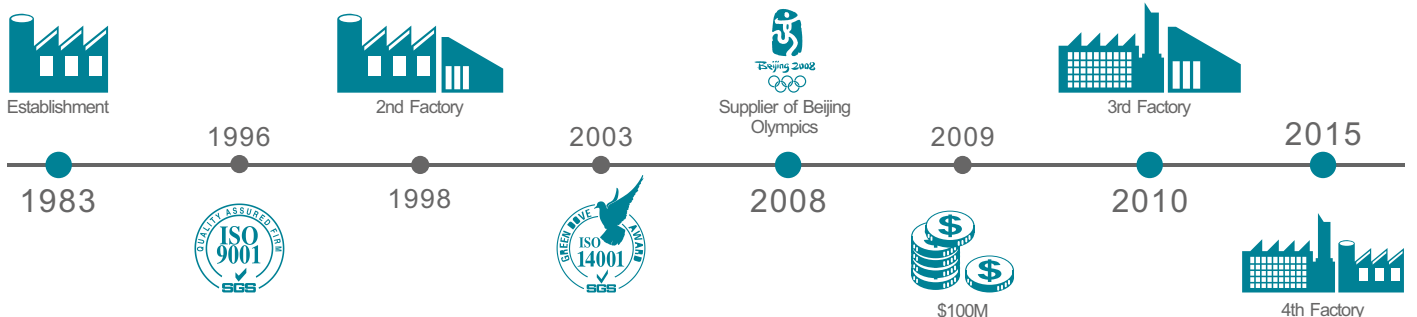 Establishment
1983
1996
QUALITY ASSURED FIRM
ISO
9001
SGS
2nd Factory
1998
2003
GREEN DOVE AWARD
ISO
14001
SGS
Beijing 2008
Supplier of Beijing
Olympics
2008
2009
$
$
$
$100M
3rd Factory
2010
2015
4th Factory